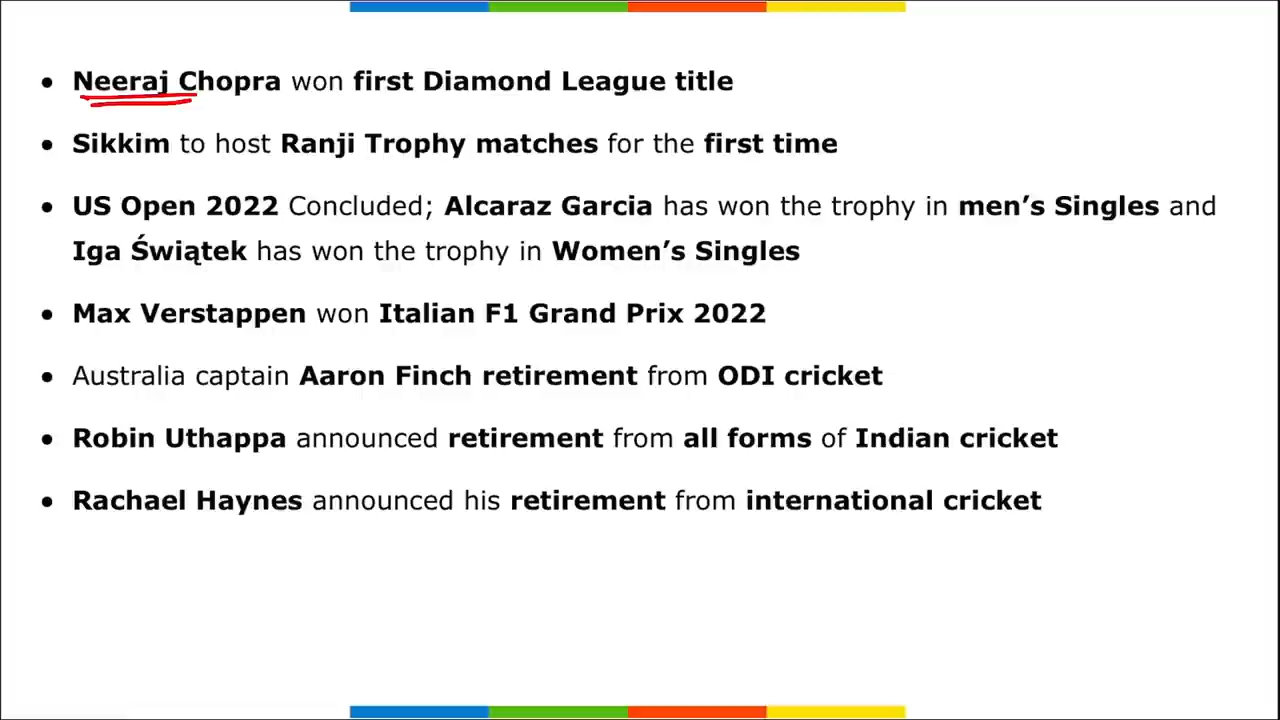 • Neeraj Chopra won first Diamond League title
• Sikkim to host Ranji Trophy matches for the first time
• US Open 2022 Concluded; Alcaraz Garcia has won the trophy in men’s Singles and
Iga Świątek has won the trophy in Women’s Singles
• Max Verstappen won Italian F1 Grand Prix 2022
• Australia captain Aaron Finch retirement from ODI cricket
• Robin Uthappa announced retirement from all forms of Indian cricket
• Rachael Haynes announced his retirement from international cricket